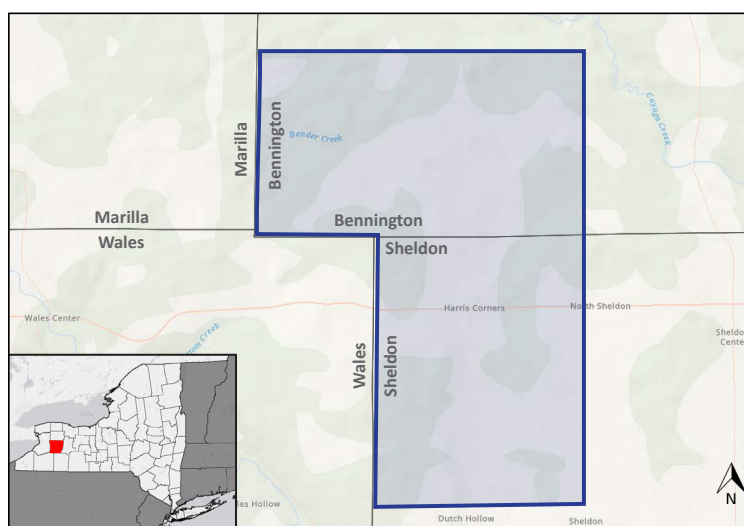 Cayuga Creek
Bender Creek
Marilla
Bennington
Marilla
Bennington
Wales
Sheldon
Harris Corners
North Sheldon
Wales Center
Sheldon
Center
Creek
Wales
Sheldon
les Hollow
Dutch Hollow
Sheldon
N